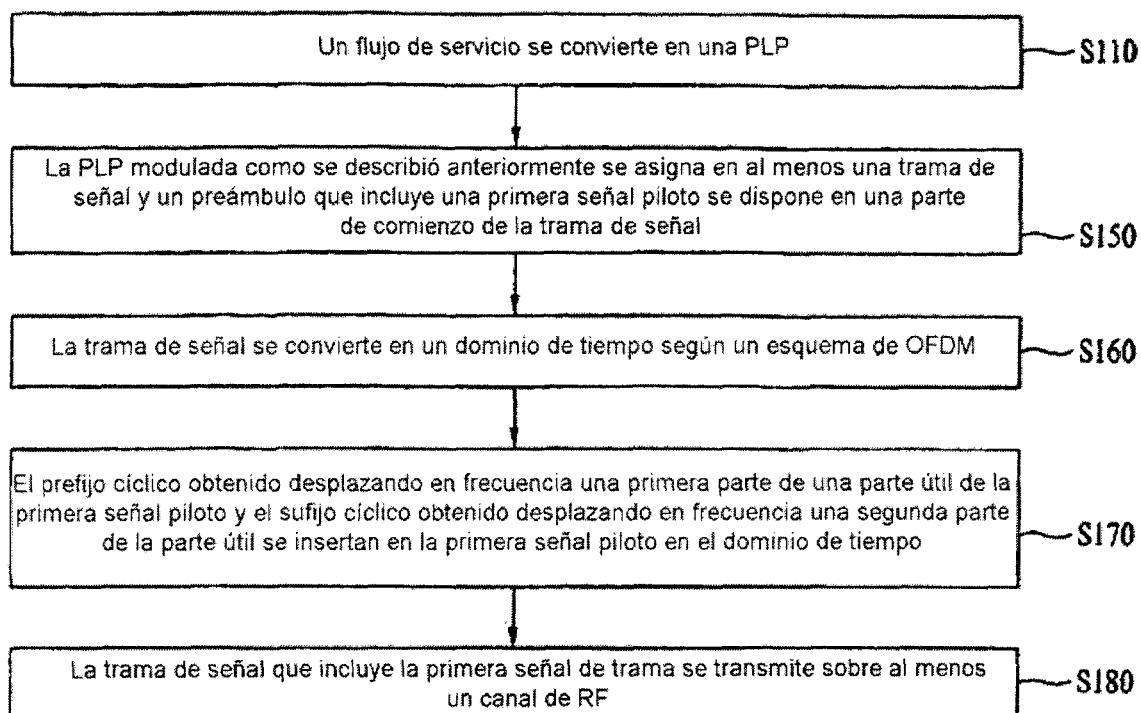 Un flujo de servicio se convierte en una PLP
S110
La PLP modulada como se describió anteriormente se asigna en al menos una trama de
señal y un preámbulo que incluye una primera señal piloto se dispone en una parte
de comienzo de la trama de señal
S150
La trama de señal se convierte en un dominio de tiempo según un esquema de OFDM
S160
El prefijo cíclico obtenido desplazando en frecuencia una primera parte de una parte útil de la
primera señal piloto y el sufijo cíclico obtenido desplazando en frecuencia una segunda parte
de la parte útil se insertan en la primera señal piloto en el dominio de tiempo
S170
La trama de señal que incluye la primera señal de trama se transmite sobre al menos
un canal de RF
S180